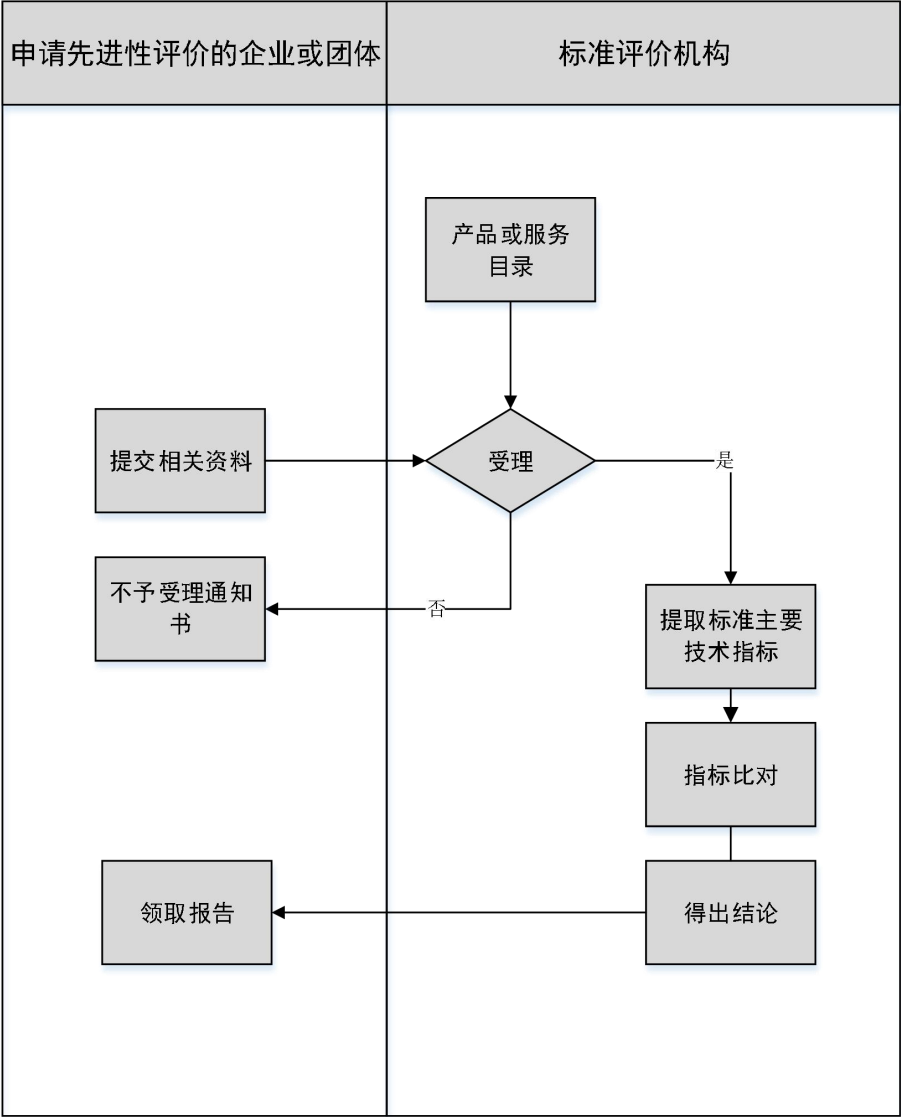 申请先进性评价的企业或团体
标准评价机构
产品或服务
目录
提交相关资料
受理
是
不予受理通知
书
否
提取标准主要
技术指标
指标比对
领取报告
得出结论